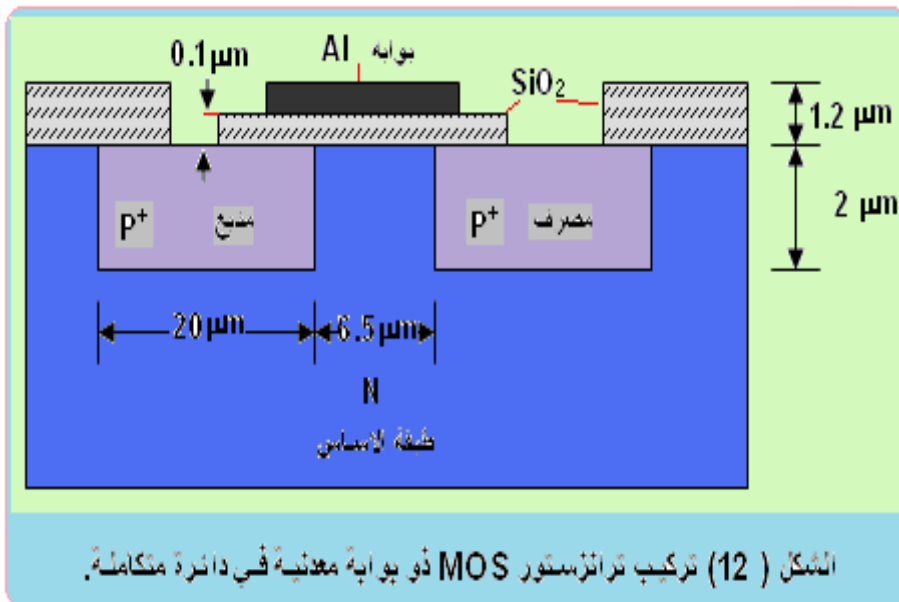 0.1µm
Al بوابه
SiO₂
1.2 µm
2 µm
P⁺ منبع
P⁺ مصرف
20µm
6.5µm
N
طبقة الاساس
الشكل ( 12) تركيب ترانزستور MOS ذو بوابة معدنية في دائرة متكاملة.